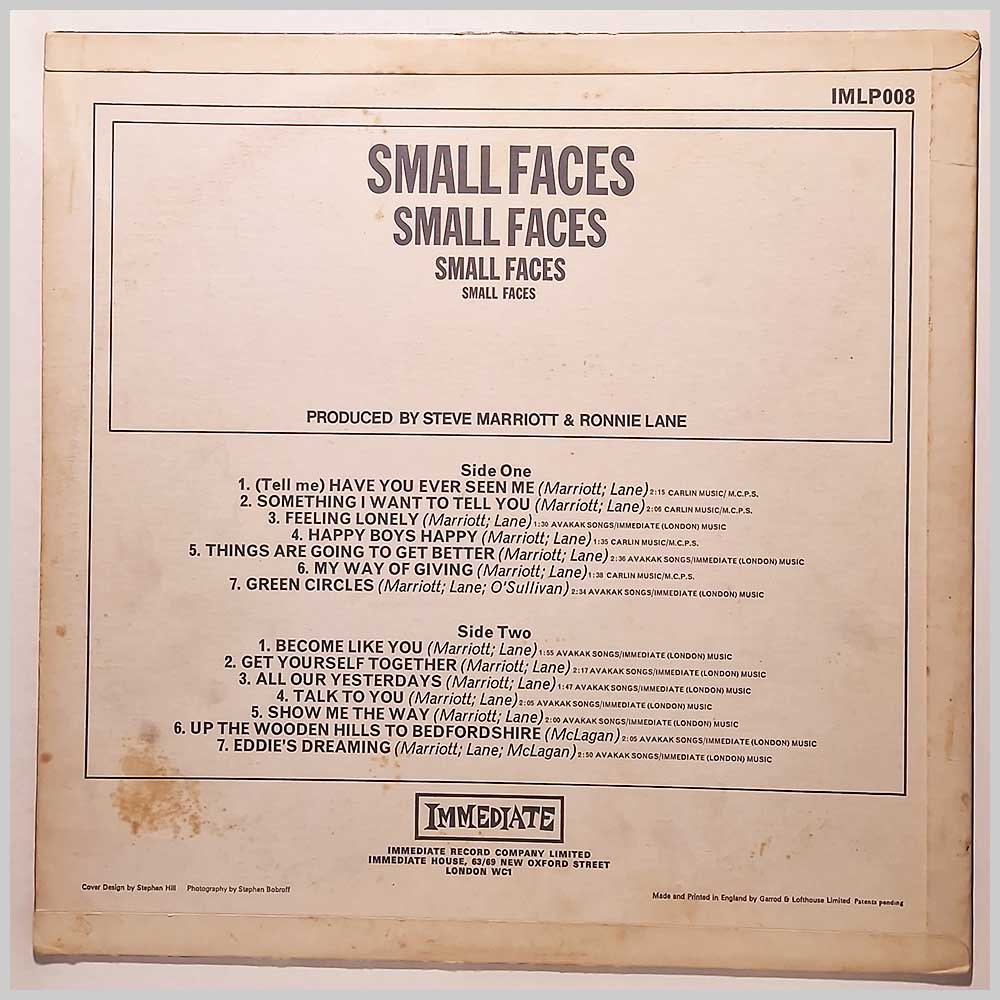 IMLP008
SMALL FACES
SMALL FACES
SMALL FACES
SMALL FACES
PRODUCED BY STEVE MARRIOTT & RONNIE LANE
Side One
1. (Tell me) HAVE YOU EVER SEEN ME (Marriott; Lane) 2:15 CARLIN MUSIC/ M.C.P.S.
2. SOMETHING I WANT TO TELL YOU (Marriott; Lane) 2:06 CARLIN MUSIC/M.C.P.S.
3. FEELING LONELY (Marriott; Lane) 1:30 AVAKAK SONGS/IMMEDIATE (LONDON) MUSIC
4. HAPPY BOYS HAPPY (Marriott; Lane) 1:35 CARLIN MUSIC/M.C.P.S.
5. THINGS ARE GOING TO GET BETTER (Marriott; Lane) 2:36 AVAKAK SONGS/IMMEDIATE (LONDON) MUSIC
6. MY WAY OF GIVING (Marriott; Lane) 1:38 CARLIN MUSIC/M.C.P.S.
7. GREEN CIRCLES (Marriott; Lane; O'Sullivan) 2:34 AVAKAK SONGS/IMMEDIATE (LONDON) MUSIC
Side Two
1. BECOME LIKE YOU (Marriott; Lane) 1:55 AVAKAK SONGS/IMMEDIATE (LONDON) MUSIC
2. GET YOURSELF TOGETHER (Marriott; Lane) 2:17 AVAKAK SONGS/IMMEDIATE (LONDON) MUSIC
3. ALL OUR YESTERDAYS (Marriott; Lane) 1:47 AVAKAK SONGS/IMMEDIATE (LONDON) MUSIC
4. TALK TO YOU (Marriott; Lane) 2:05 AVAKAK SONGS/IMMEDIATE (LONDON) MUSIC
5. SHOW ME THE WAY (Marriott; Lane) 2:00 AVAKAK SONGS/IMMEDIATE (LONDON) MUSIC
6. UP THE WOODEN HILLS TO BEDFORDSHIRE (McLagan) 2:05 AVAKAK SONGS/IMMEDIATE (LONDON) MUSIC
7. EDDIE'S DREAMING (Marriott; Lane; McLagan) 2:50 AVAKAK SONGS/IMMEDIATE (LONDON) MUSIC
IMMEDIATE
IMMEDIATE RECORD COMPANY LIMITED
IMMEDIATE HOUSE, 63/69 NEW OXFORD STREET
LONDON WC1
Cover Design by Stephen Hill Photography by Stephen Bobroff
Made and Printed in England by Garrod & Lofthouse Limited Patents pending